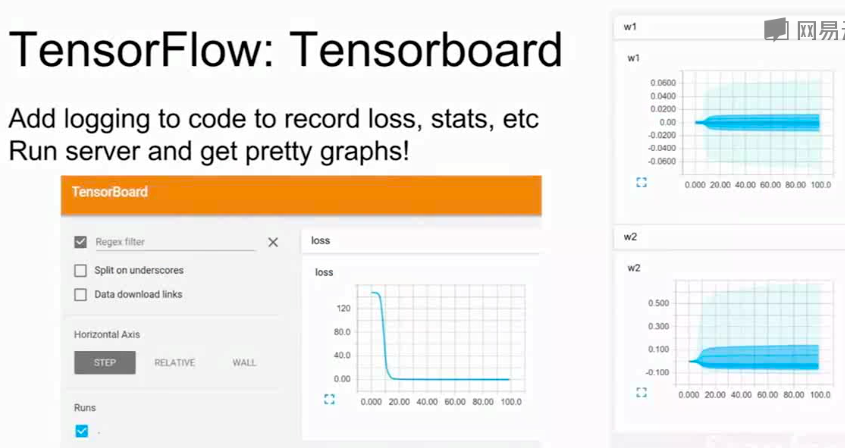 TensorFlow: Tensorboard
Add logging to code to record loss, stats, etc
Run server and get pretty graphs!
TensorBoard
Regex filter
Split on underscores
Data download links
Horizontal Axis
STEP RELATIVE WALL
Runs
.
loss
loss
120
80.0
40.0
0.00
0.000 20.00 40.00 60.00 80.00 100.0
网易
w1
w1
0.0600
0.0400
0.0200
0.00
-0.0200
-0.0400
-0.0600
0.000 20.00 40.00 60.00 80.00 100.0
w2
w2
0.500
0.300
0.100
-0.100
0.000 20.00 40.00 60.00 80.00 100.0